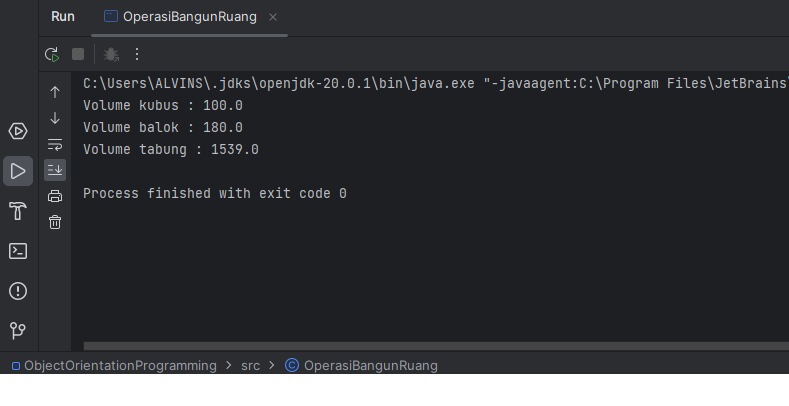 Run OperasiBangunRuang
C:\Users\ALVINS\.jdks\openjdk-20.0.1\bin\java.exe "-javaagent:C:\Program Files\JetBrains\
Volume kubus : 100.0
Volume balok : 180.0
Volume tabung : 1539.0
Process finished with exit code 0
ObjectOrientationProgramming > src > OperasiBangunRuang